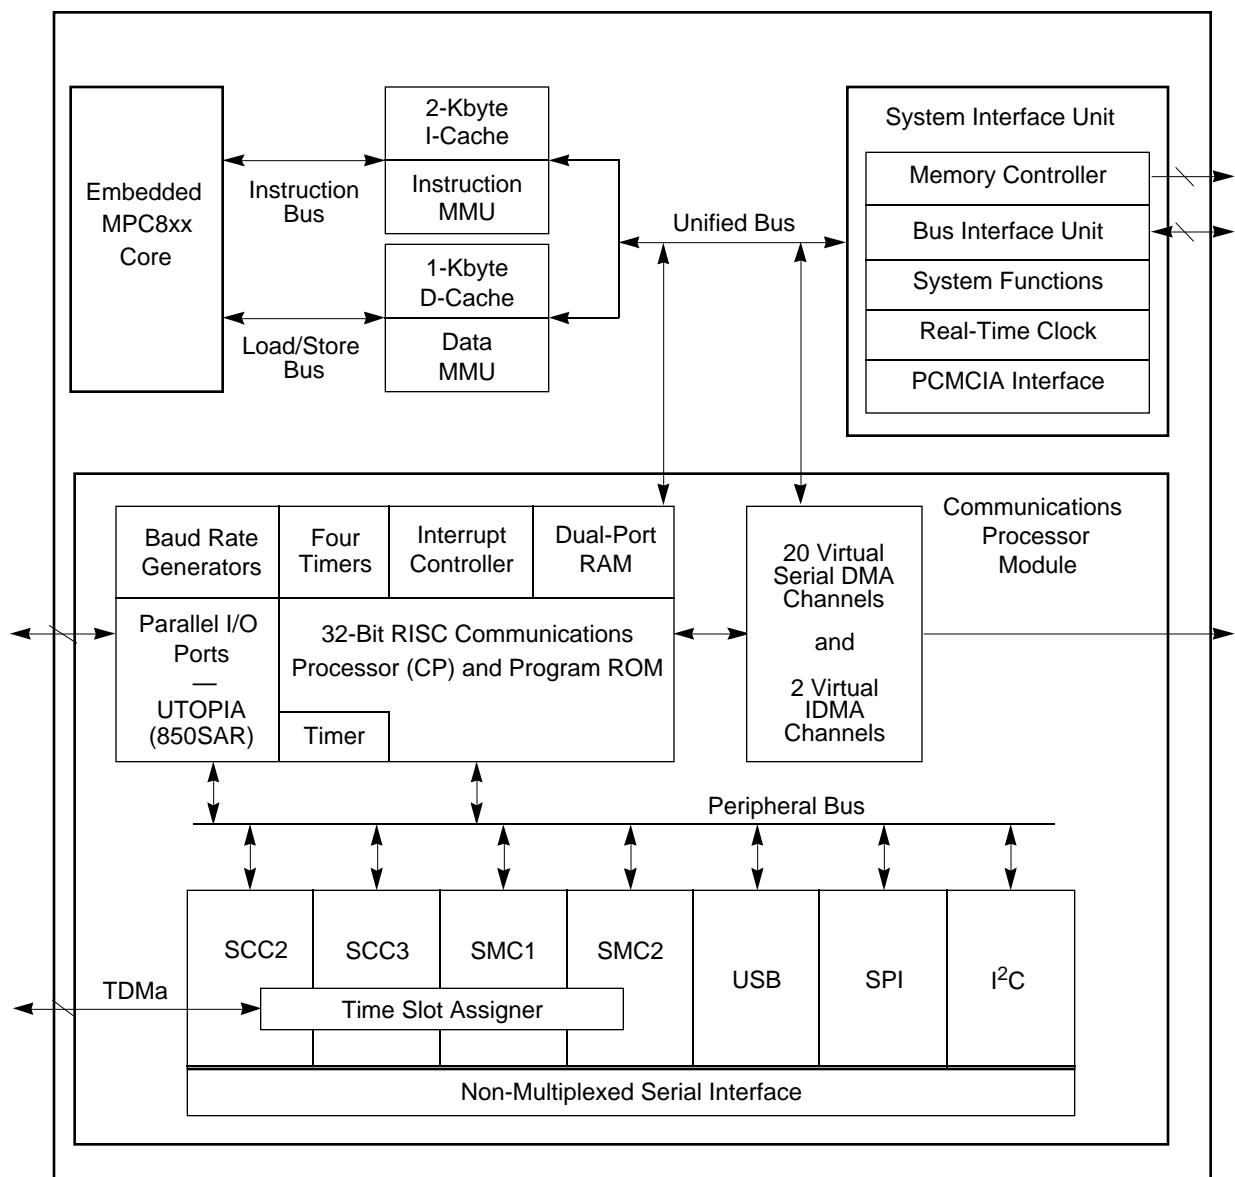 2-Kbyte
I-Cache
Instruction
MMU
Embedded
MPC8xx
Core
Instruction
Bus
1-Kbyte
D-Cache
Data
MMU
Load/Store
Bus
Unified Bus
System Interface Unit
Memory Controller
Bus Interface Unit
System Functions
Real-Time Clock
PCMCIA Interface
Communications
Processor
Module
Baud Rate
Generators
Four
Timers
Interrupt
Controller
Dual-Port
RAM
Parallel I/O
Ports
—
UTOPIA
(850SAR)
32-Bit RISC Communications
Processor (CP) and Program ROM
Timer
20 Virtual
Serial DMA
Channels
and
2 Virtual
IDMA
Channels
Peripheral Bus
SCC2
SCC3
SMC1
SMC2
USB
SPI
I²C
TDMa
Time Slot Assigner
Non-Multiplexed Serial Interface